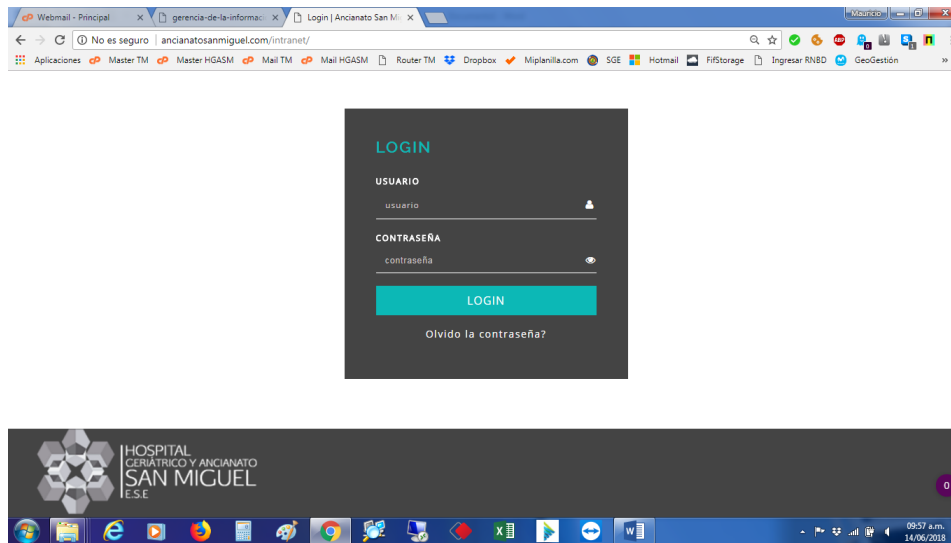 Webmail - Principal
gerencia-de-la-informac
Login | Ancianato San Mi
Mauricio
No es seguro | ancianatosanmiguel.com/intranet/
Aplicaciones
Master TM
Master HGASM
Mail TM
Mail HGASM
Router TM
Dropbox
Miplanilla.com
SGE
Hotmail
FifStorage
Ingresar RNBD
GeoGestión
»
LOGIN
USUARIO
usuario
CONTRASEÑA
contraseña
LOGIN
Olvido la contraseña?
HOSPITAL
GERIÁTRICO Y ANCIANATO
SAN MIGUEL
E.S.E
0
09:57 a.m.
14/06/2018